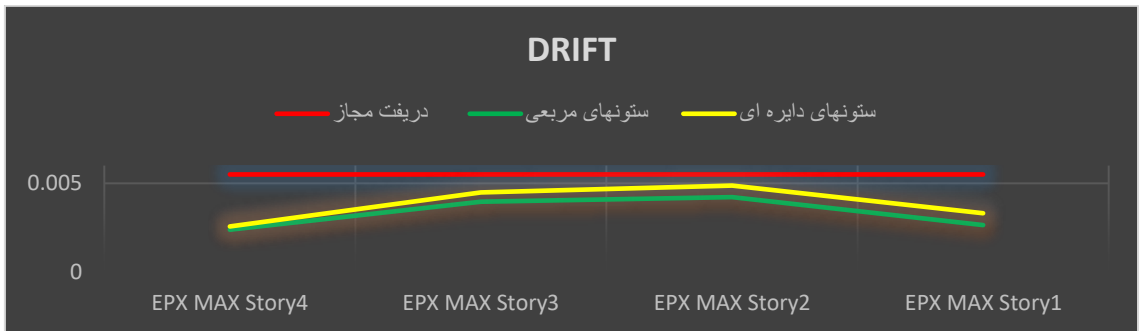 DRIFT
دریفت مجاز ستونهای مربعی ستونهای دایره ای
0.005
0
EPX MAX Story4 EPX MAX Story3 EPX MAX Story2 EPX MAX Story1